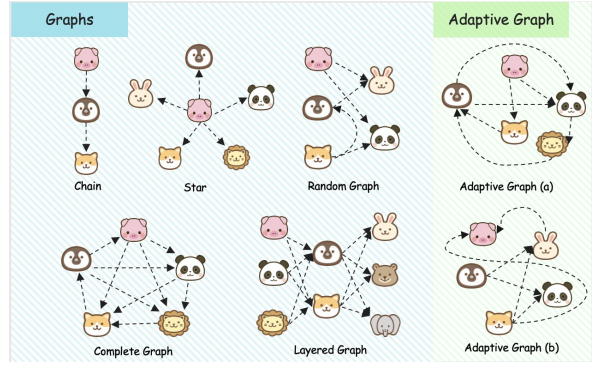 Graphs
Adaptive Graph
Chain
Star
Random Graph
Adaptive Graph (a)
Complete Graph
Layered Graph
Adaptive Graph (b)